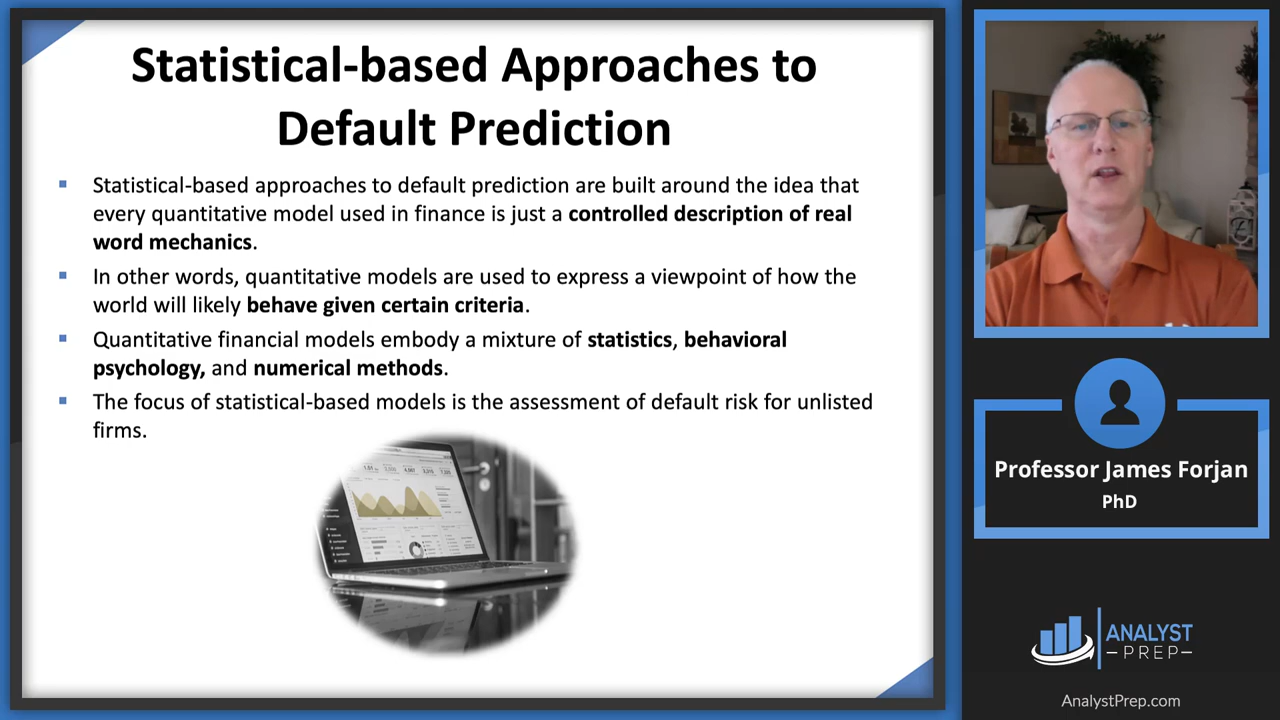 Statistical-based Approaches to
Default Prediction
Statistical-based approaches to default prediction are built around the idea that
every quantitative model used in finance is just a controlled description of real
word mechanics.
In other words, quantitative models are used to express a viewpoint of how the
world will likely behave given certain criteria.
Quantitative financial models embody a mixture of statistics, behavioral
psychology, and numerical methods.
The focus of statistical-based models is the assessment of default risk for unlisted
firms.
Professor James Forjan
PhD
ANALYST
PREP
AnalystPrep.com